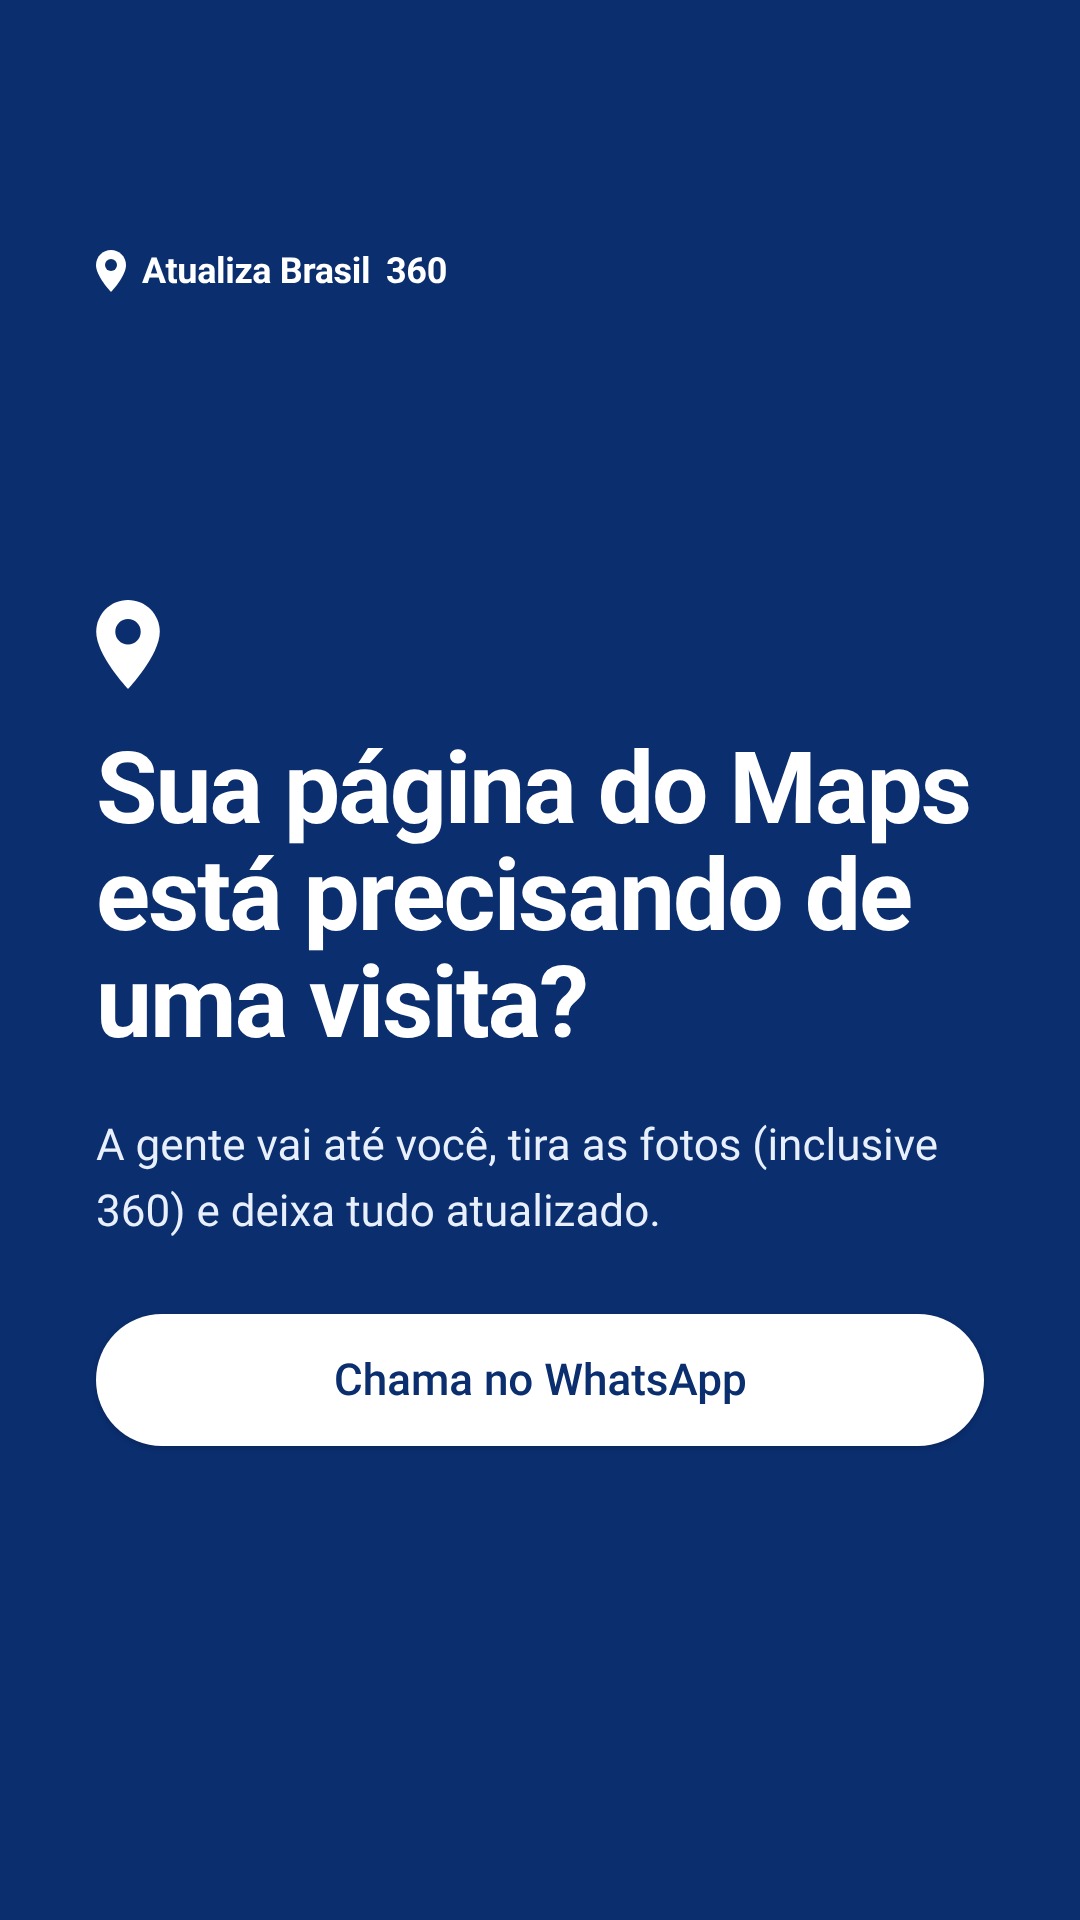 Atualiza Brasil 360
Sua página do Maps
está precisando de
uma visita?
A gente vai até você, tira as fotos (inclusive
360) e deixa tudo atualizado.
Chama no WhatsApp